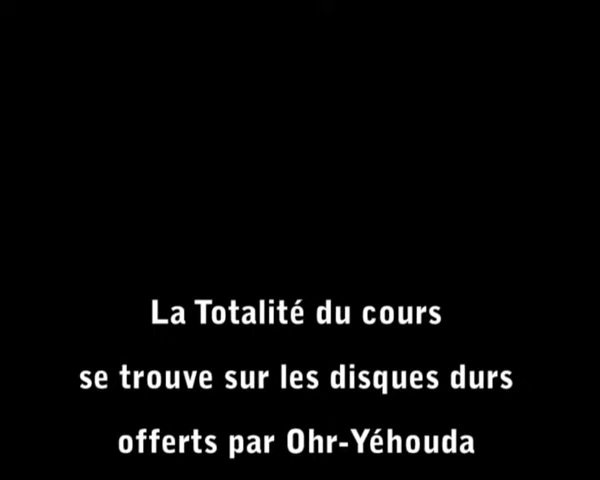 La Totalité du cours
se trouve sur les disques durs
offerts par Ohr-Yéhouda